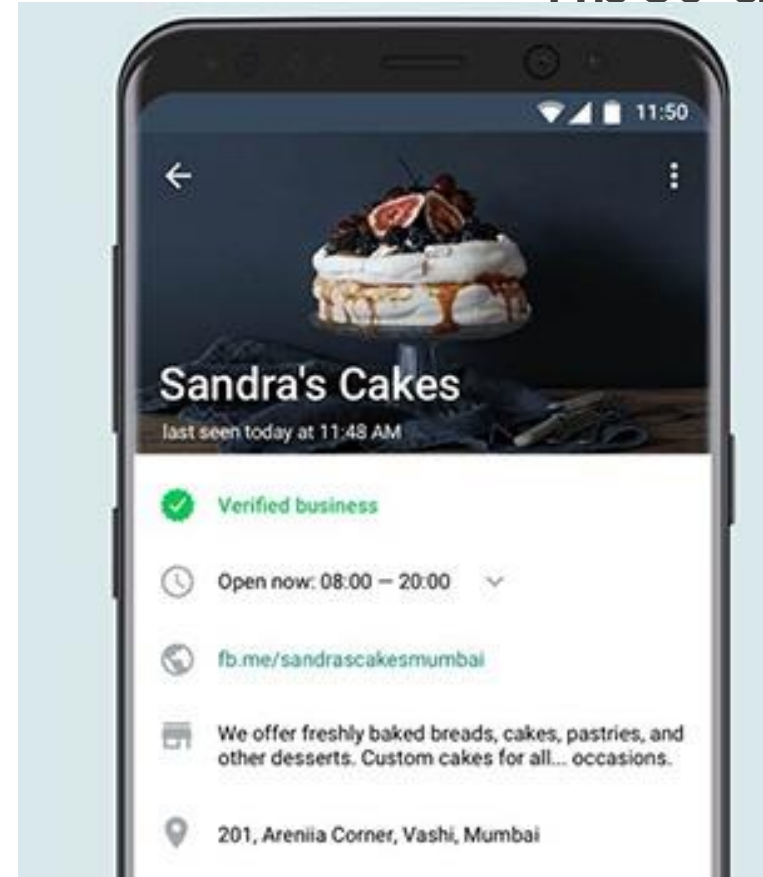 11:50
Sandra's Cakes
last seen today at 11:48 AM
Verified business
Open now: 08:00 — 20:00
fb.me/sandrascakesmumbai
We offer freshly baked breads, cakes, pastries, and
other desserts. Custom cakes for all... occasions.
201, Areniia Corner, Vashi, Mumbai